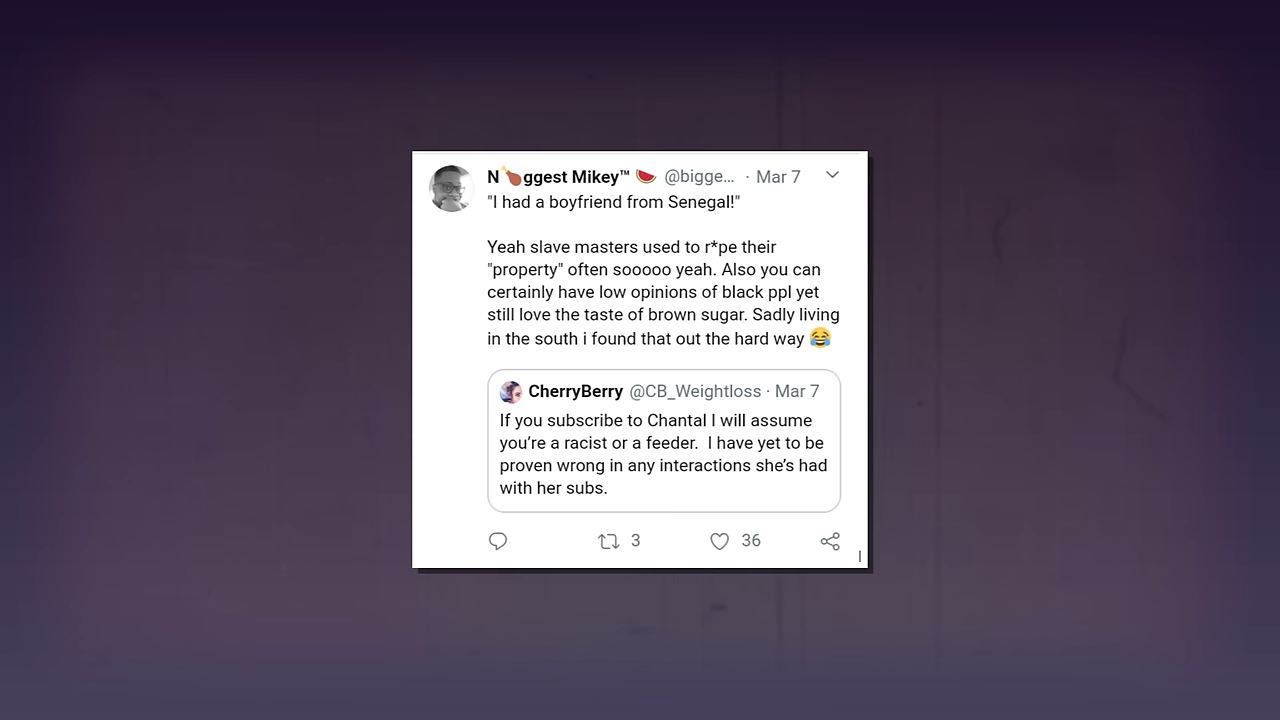 N🍗ggest Mikey™ 🍉 @bigge… · Mar 7
"I had a boyfriend from Senegal!"
Yeah slave masters used to r*pe their
"property" often sooooo yeah. Also you can
certainly have low opinions of black ppl yet
still love the taste of brown sugar. Sadly living
in the south i found that out the hard way 😂
CherryBerry @CB_Weightloss · Mar 7
If you subscribe to Chantal I will assume
you’re a racist or a feeder.  I have yet to be
proven wrong in any interactions she’s had
with her subs.
3 36